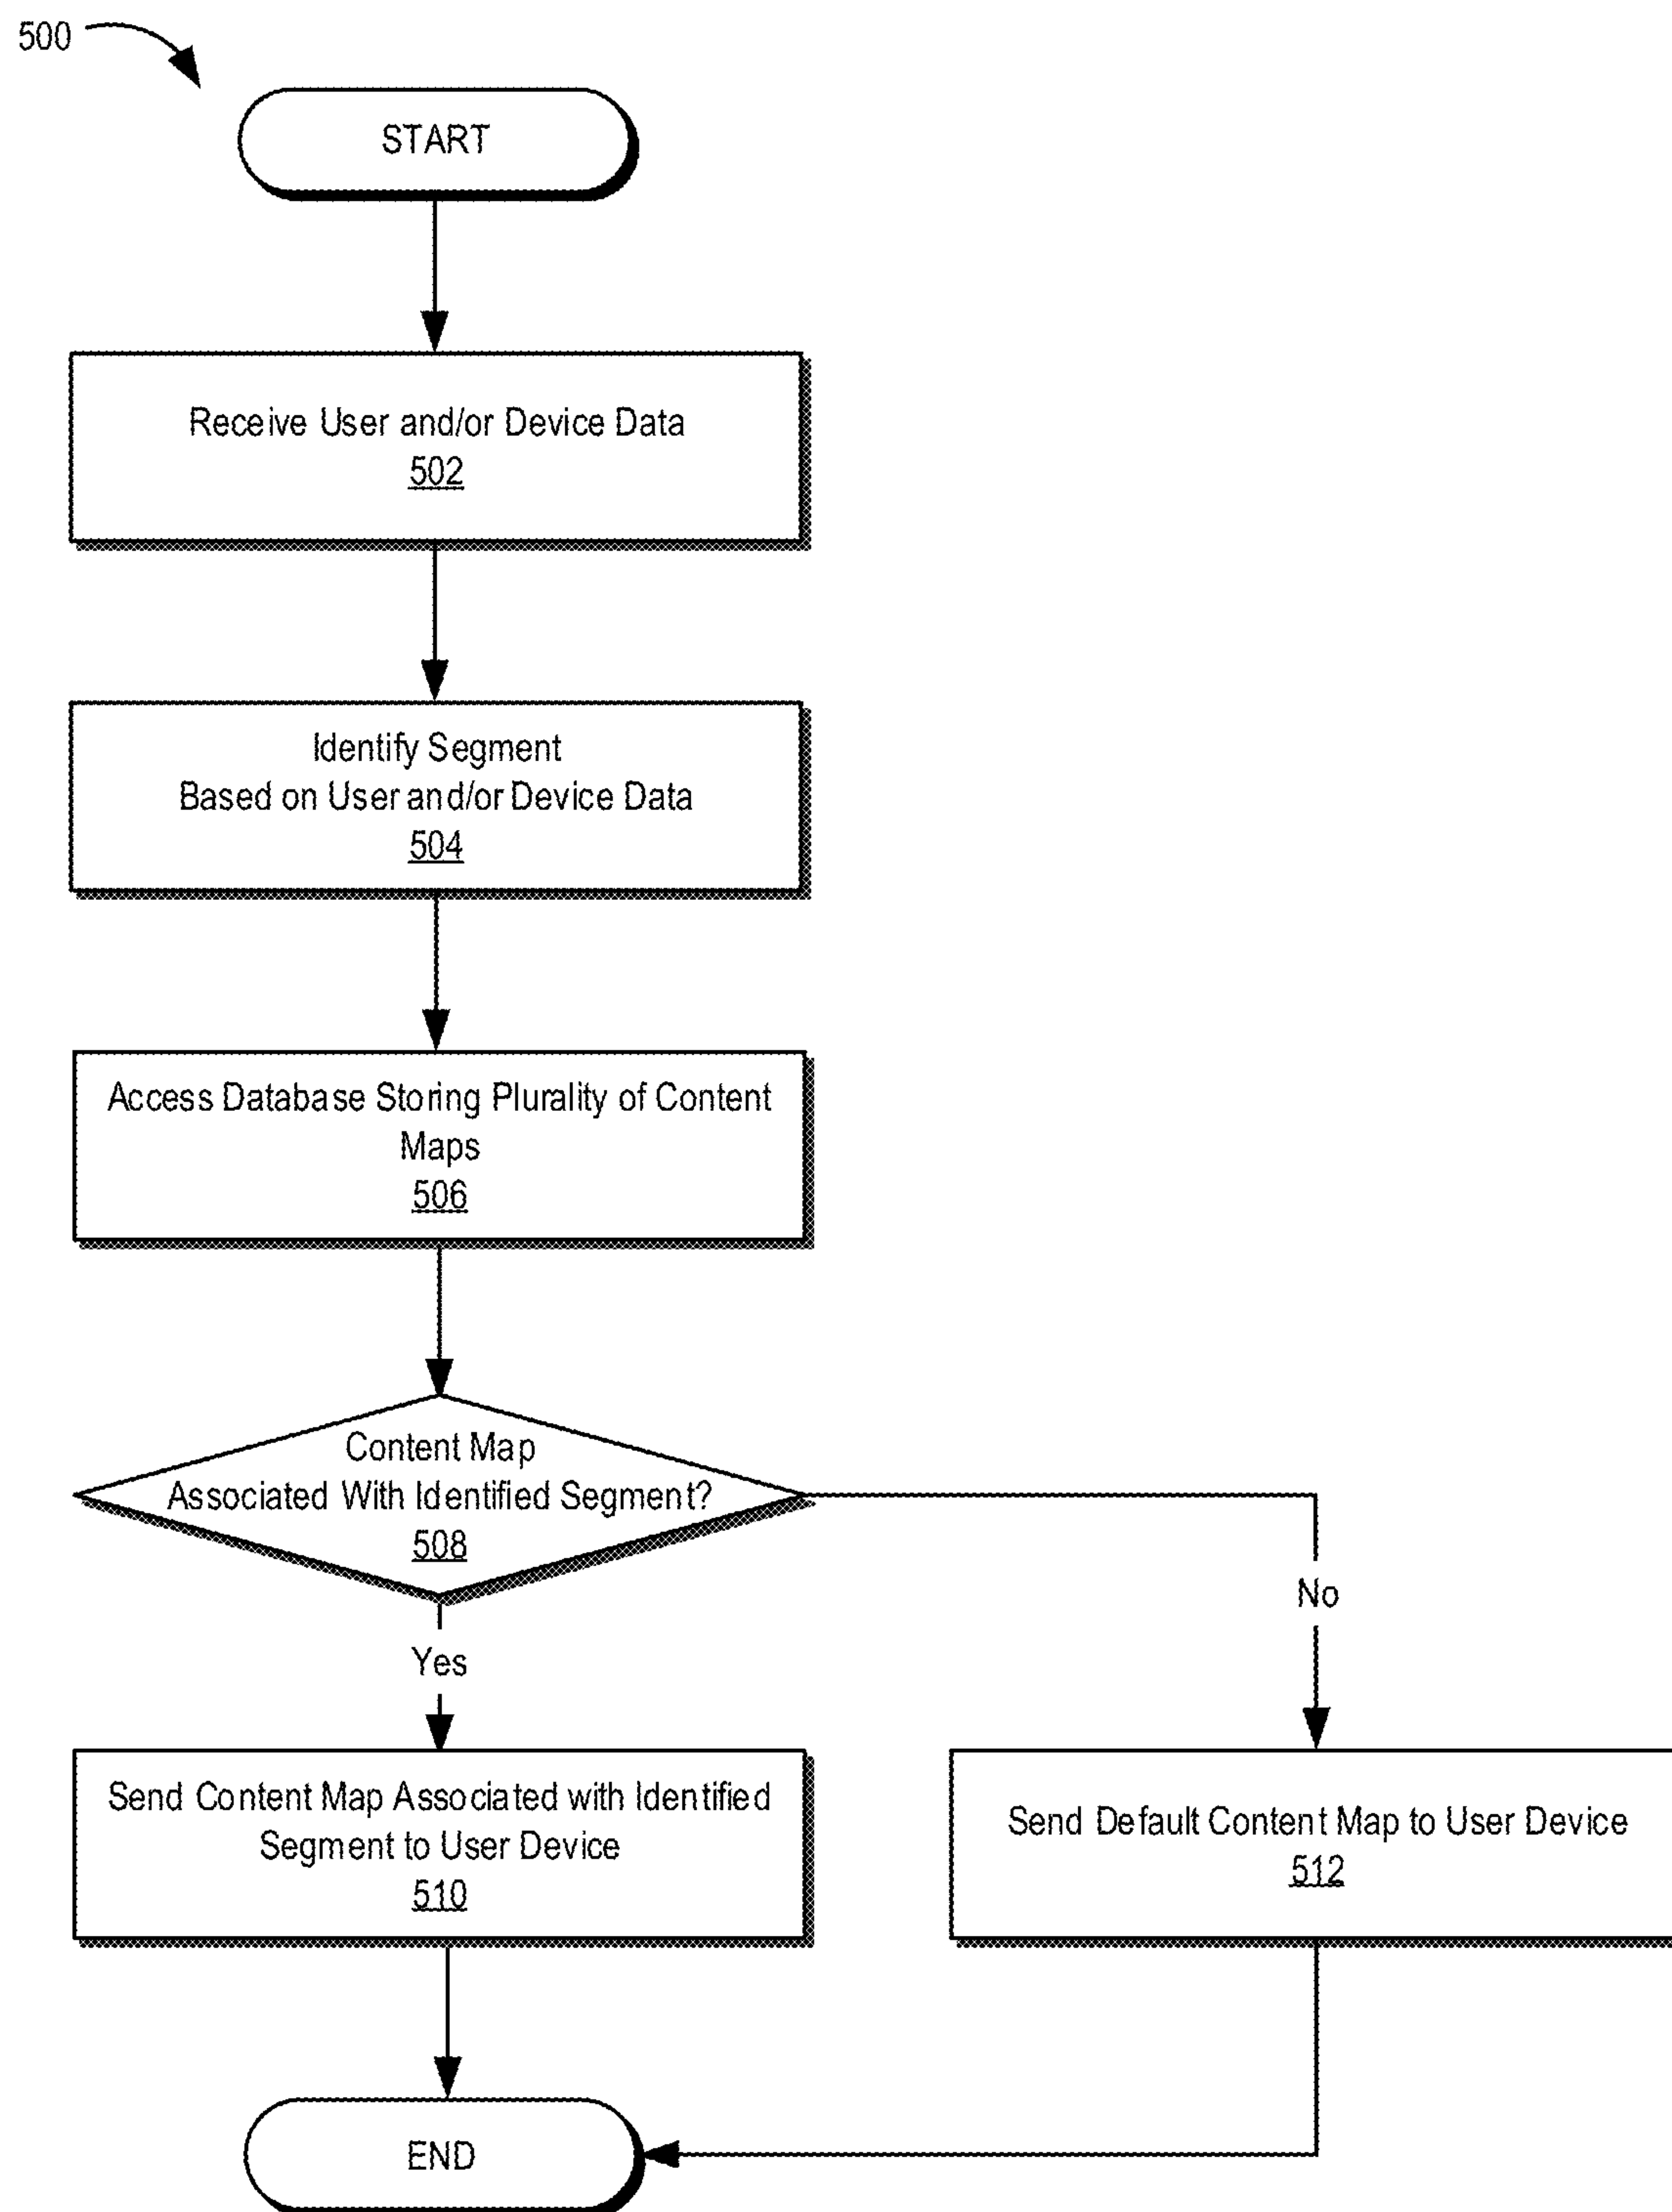 500
START
Receive User and/or Device Data
502
Identify Segment
Based on User and/or Device Data
504
Access Database Storing Plurality of Content
Maps
506
Content Map
Associated With Identified Segment?
508
No
Yes
Send Content Map Associated with Identified
Segment to User Device
510
Send Default Content Map to User Device
512
END